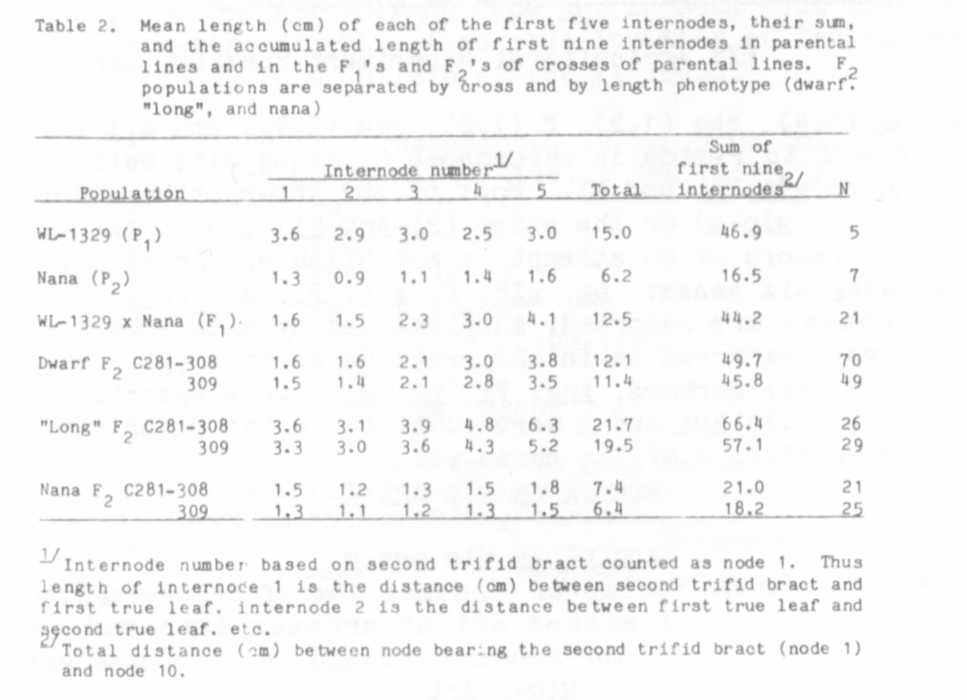 Table 2. Mean length (cm) of each of the first five internodes, their sum,
and the accumulated length of first nine internodes in parental
lines and in the F1's and F2's of crosses of parental lines. F2
populations are separated by cross and by length phenotype (dwarf.
"long", and nana)
Sum of
Internode number 1/ first nine
Population 1 2 3 4 5 Total internodes 2/ N
WL-1329 (P1) 3.6 2.9 3.0 2.5 3.0 15.0 46.9 5
Nana (P2) 1.3 0.9 1.1 1.4 1.6 6.2 16.5 7
WL-1329 x Nana (F1). 1.6 1.5 2.3 3.0 4.1 12.5 44.2 21
Dwarf F2 C281-308 1.6 1.6 2.1 3.0 3.8 12.1 49.7 70
309 1.5 1.4 2.1 2.8 3.5 11.4 45.8 49
"Long" F2 C281-308 3.6 3.1 3.9 4.8 6.3 21.7 66.4 26
309 3.3 3.0 3.6 4.3 5.2 19.5 57.1 29
Nana F2 C281-308 1.5 1.2 1.3 1.5 1.8 7.4 21.0 21
309 1.3 1.1 1.2 1.3 1.5 6.4 18.2 25
1/ Internode number based on second trifid bract counted as node 1. Thus
length of internode 1 is the distance (cm) between second trifid bract and
first true leaf. internode 2 is the distance between first true leaf and
second true leaf. etc.
2/ Total distance (cm) between node bearing the second trifid bract (node 1)
and node 10.